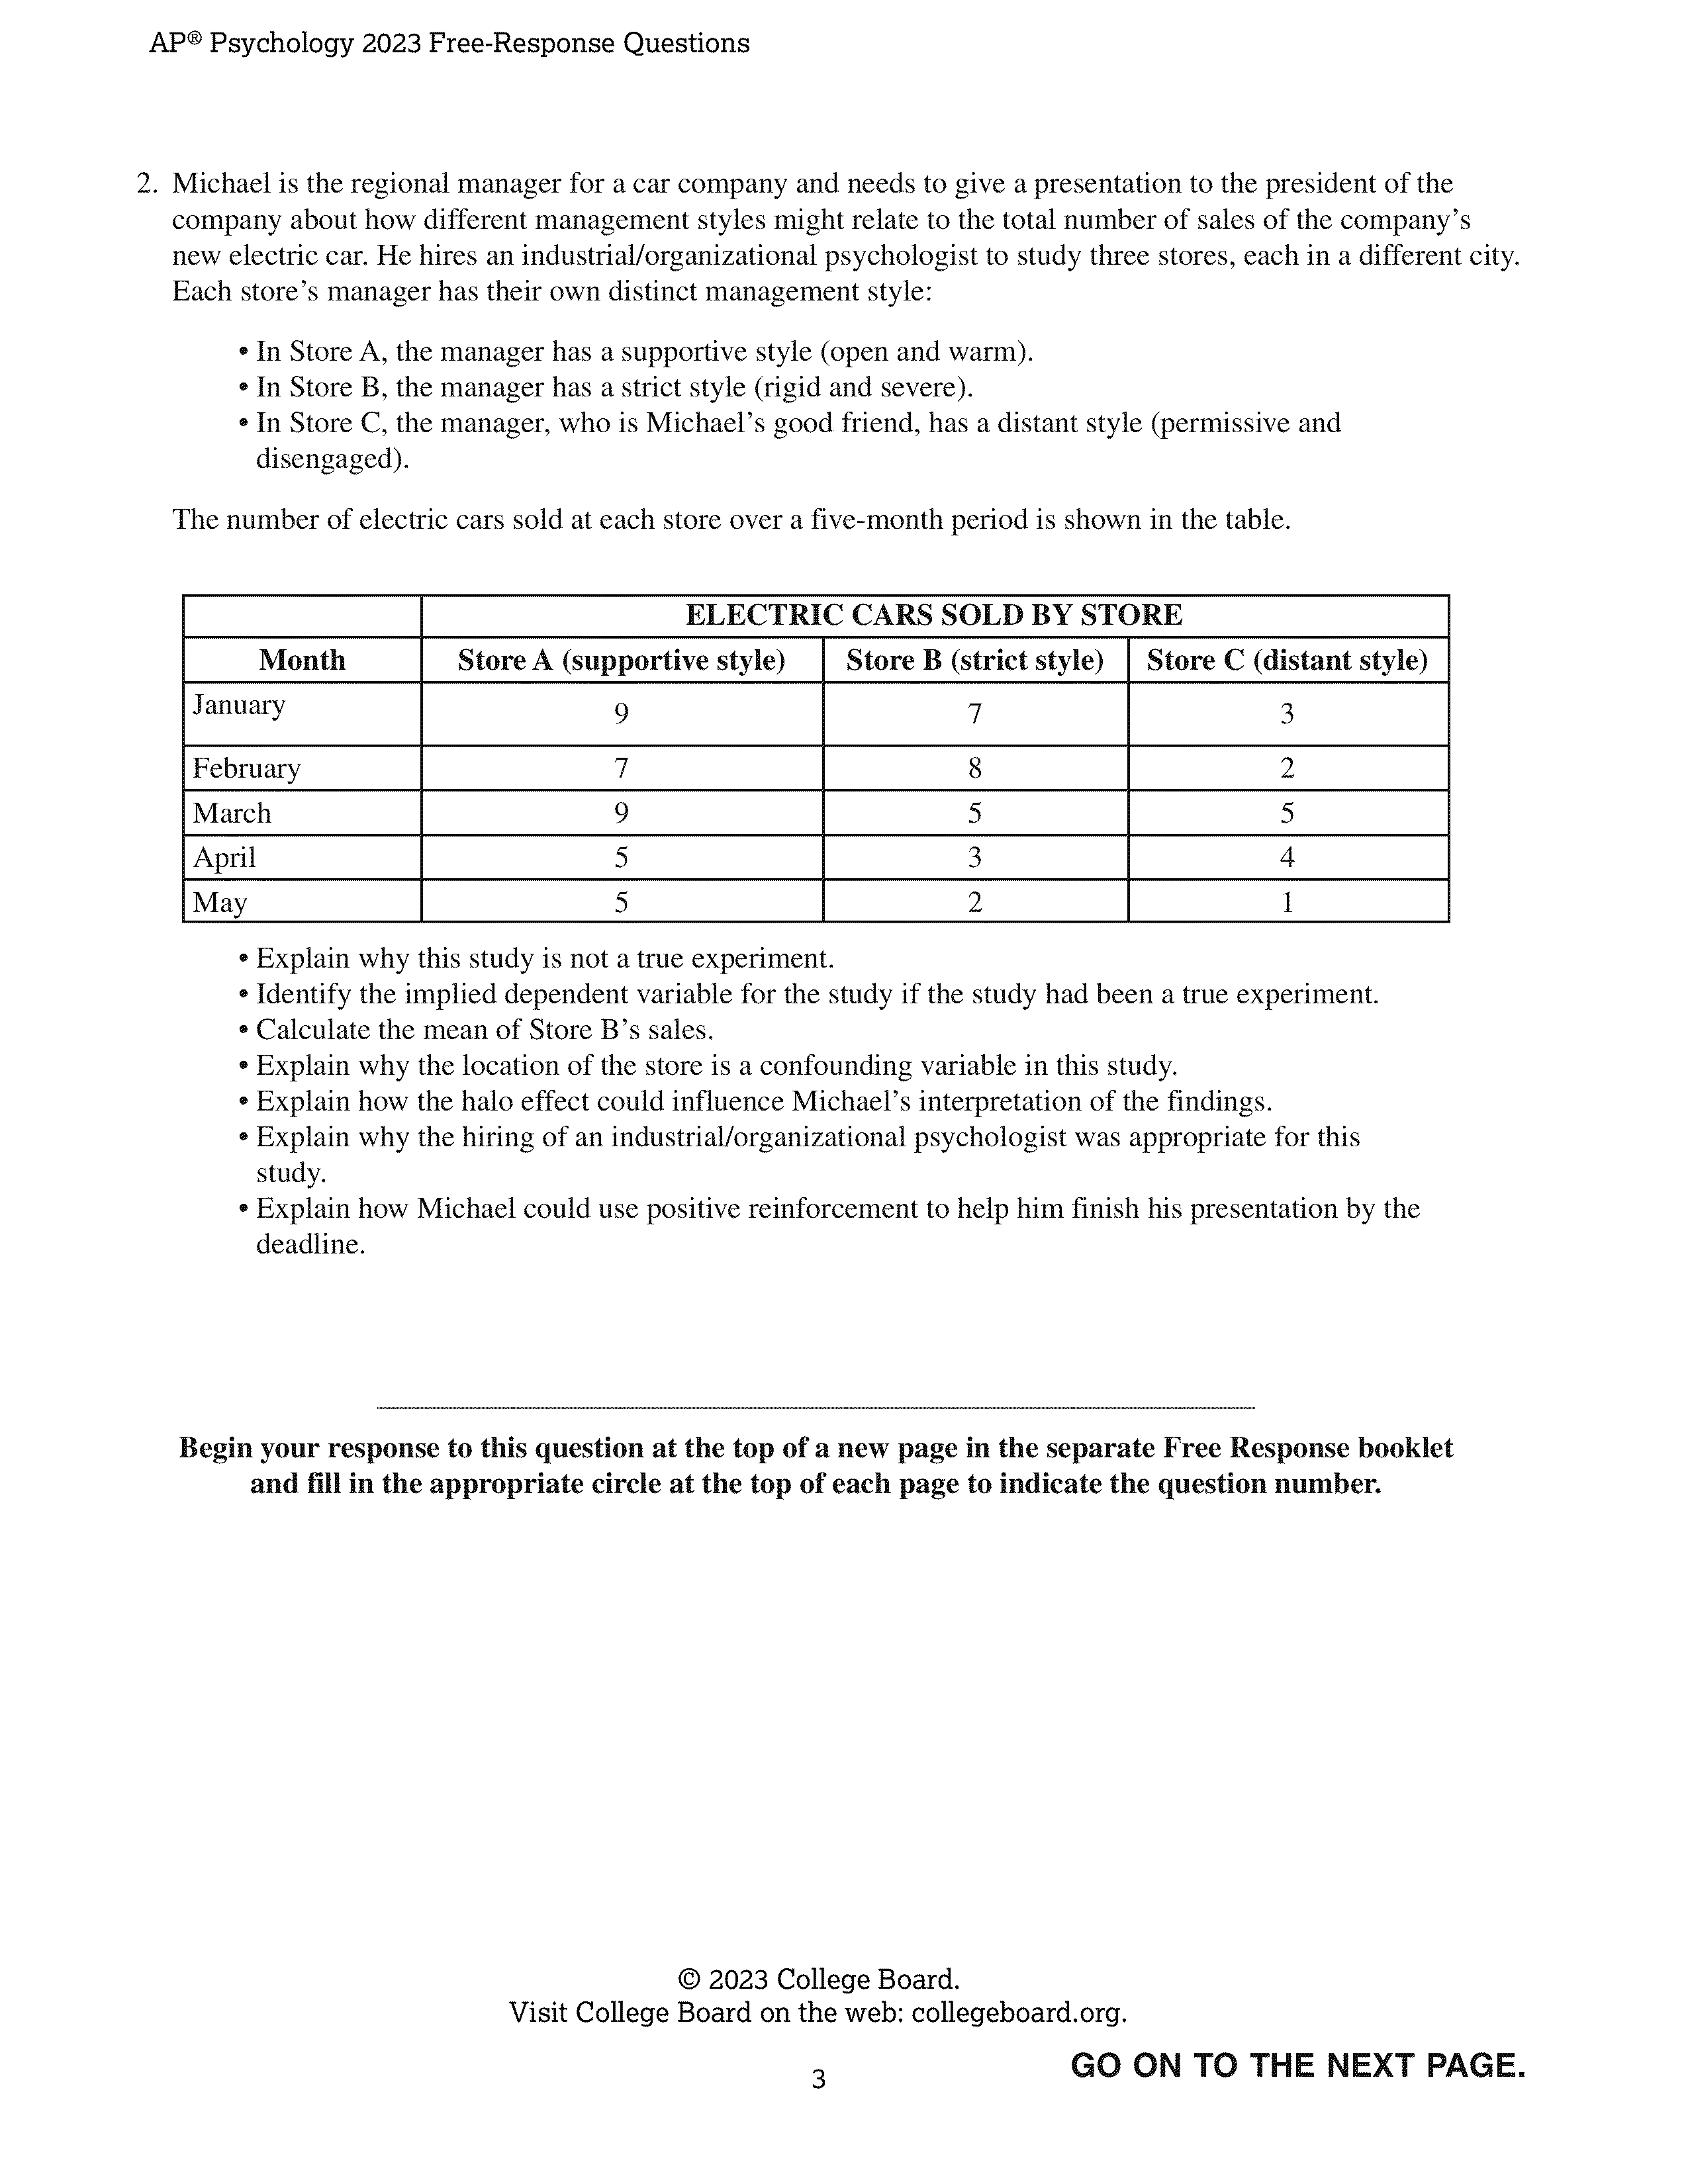 AP® Psychology 2023 Free-Response Questions
2. Michael is the regional manager for a car company and needs to give a presentation to the president of the
company about how different management styles might relate to the total number of sales of the company’s
new electric car. He hires an industrial/organizational psychologist to study three stores, each in a different city.
Each store’s manager has their own distinct management style:
• In Store A, the manager has a supportive style (open and warm).
• In Store B, the manager has a strict style (rigid and severe).
• In Store C, the manager, who is Michael’s good friend, has a distant style (permissive and
disengaged).
The number of electric cars sold at each store over a five-month period is shown in the table.
ELECTRIC CARS SOLD BY STORE
Month Store A (supportive style) Store B (strict style) Store C (distant style)
January 9 7 3
February 7 8 2
March 9 5 5
April 5 3 4
May 5 2 1
• Explain why this study is not a true experiment.
• Identify the implied dependent variable for the study if the study had been a true experiment.
• Calculate the mean of Store B’s sales.
• Explain why the location of the store is a confounding variable in this study.
• Explain how the halo effect could influence Michael’s interpretation of the findings.
• Explain why the hiring of an industrial/organizational psychologist was appropriate for this
study.
• Explain how Michael could use positive reinforcement to help him finish his presentation by the
deadline.
Begin your response to this question at the top of a new page in the separate Free Response booklet
and fill in the appropriate circle at the top of each page to indicate the question number.
© 2023 College Board.
Visit College Board on the web: collegeboard.org.
GO ON TO THE NEXT PAGE.
3